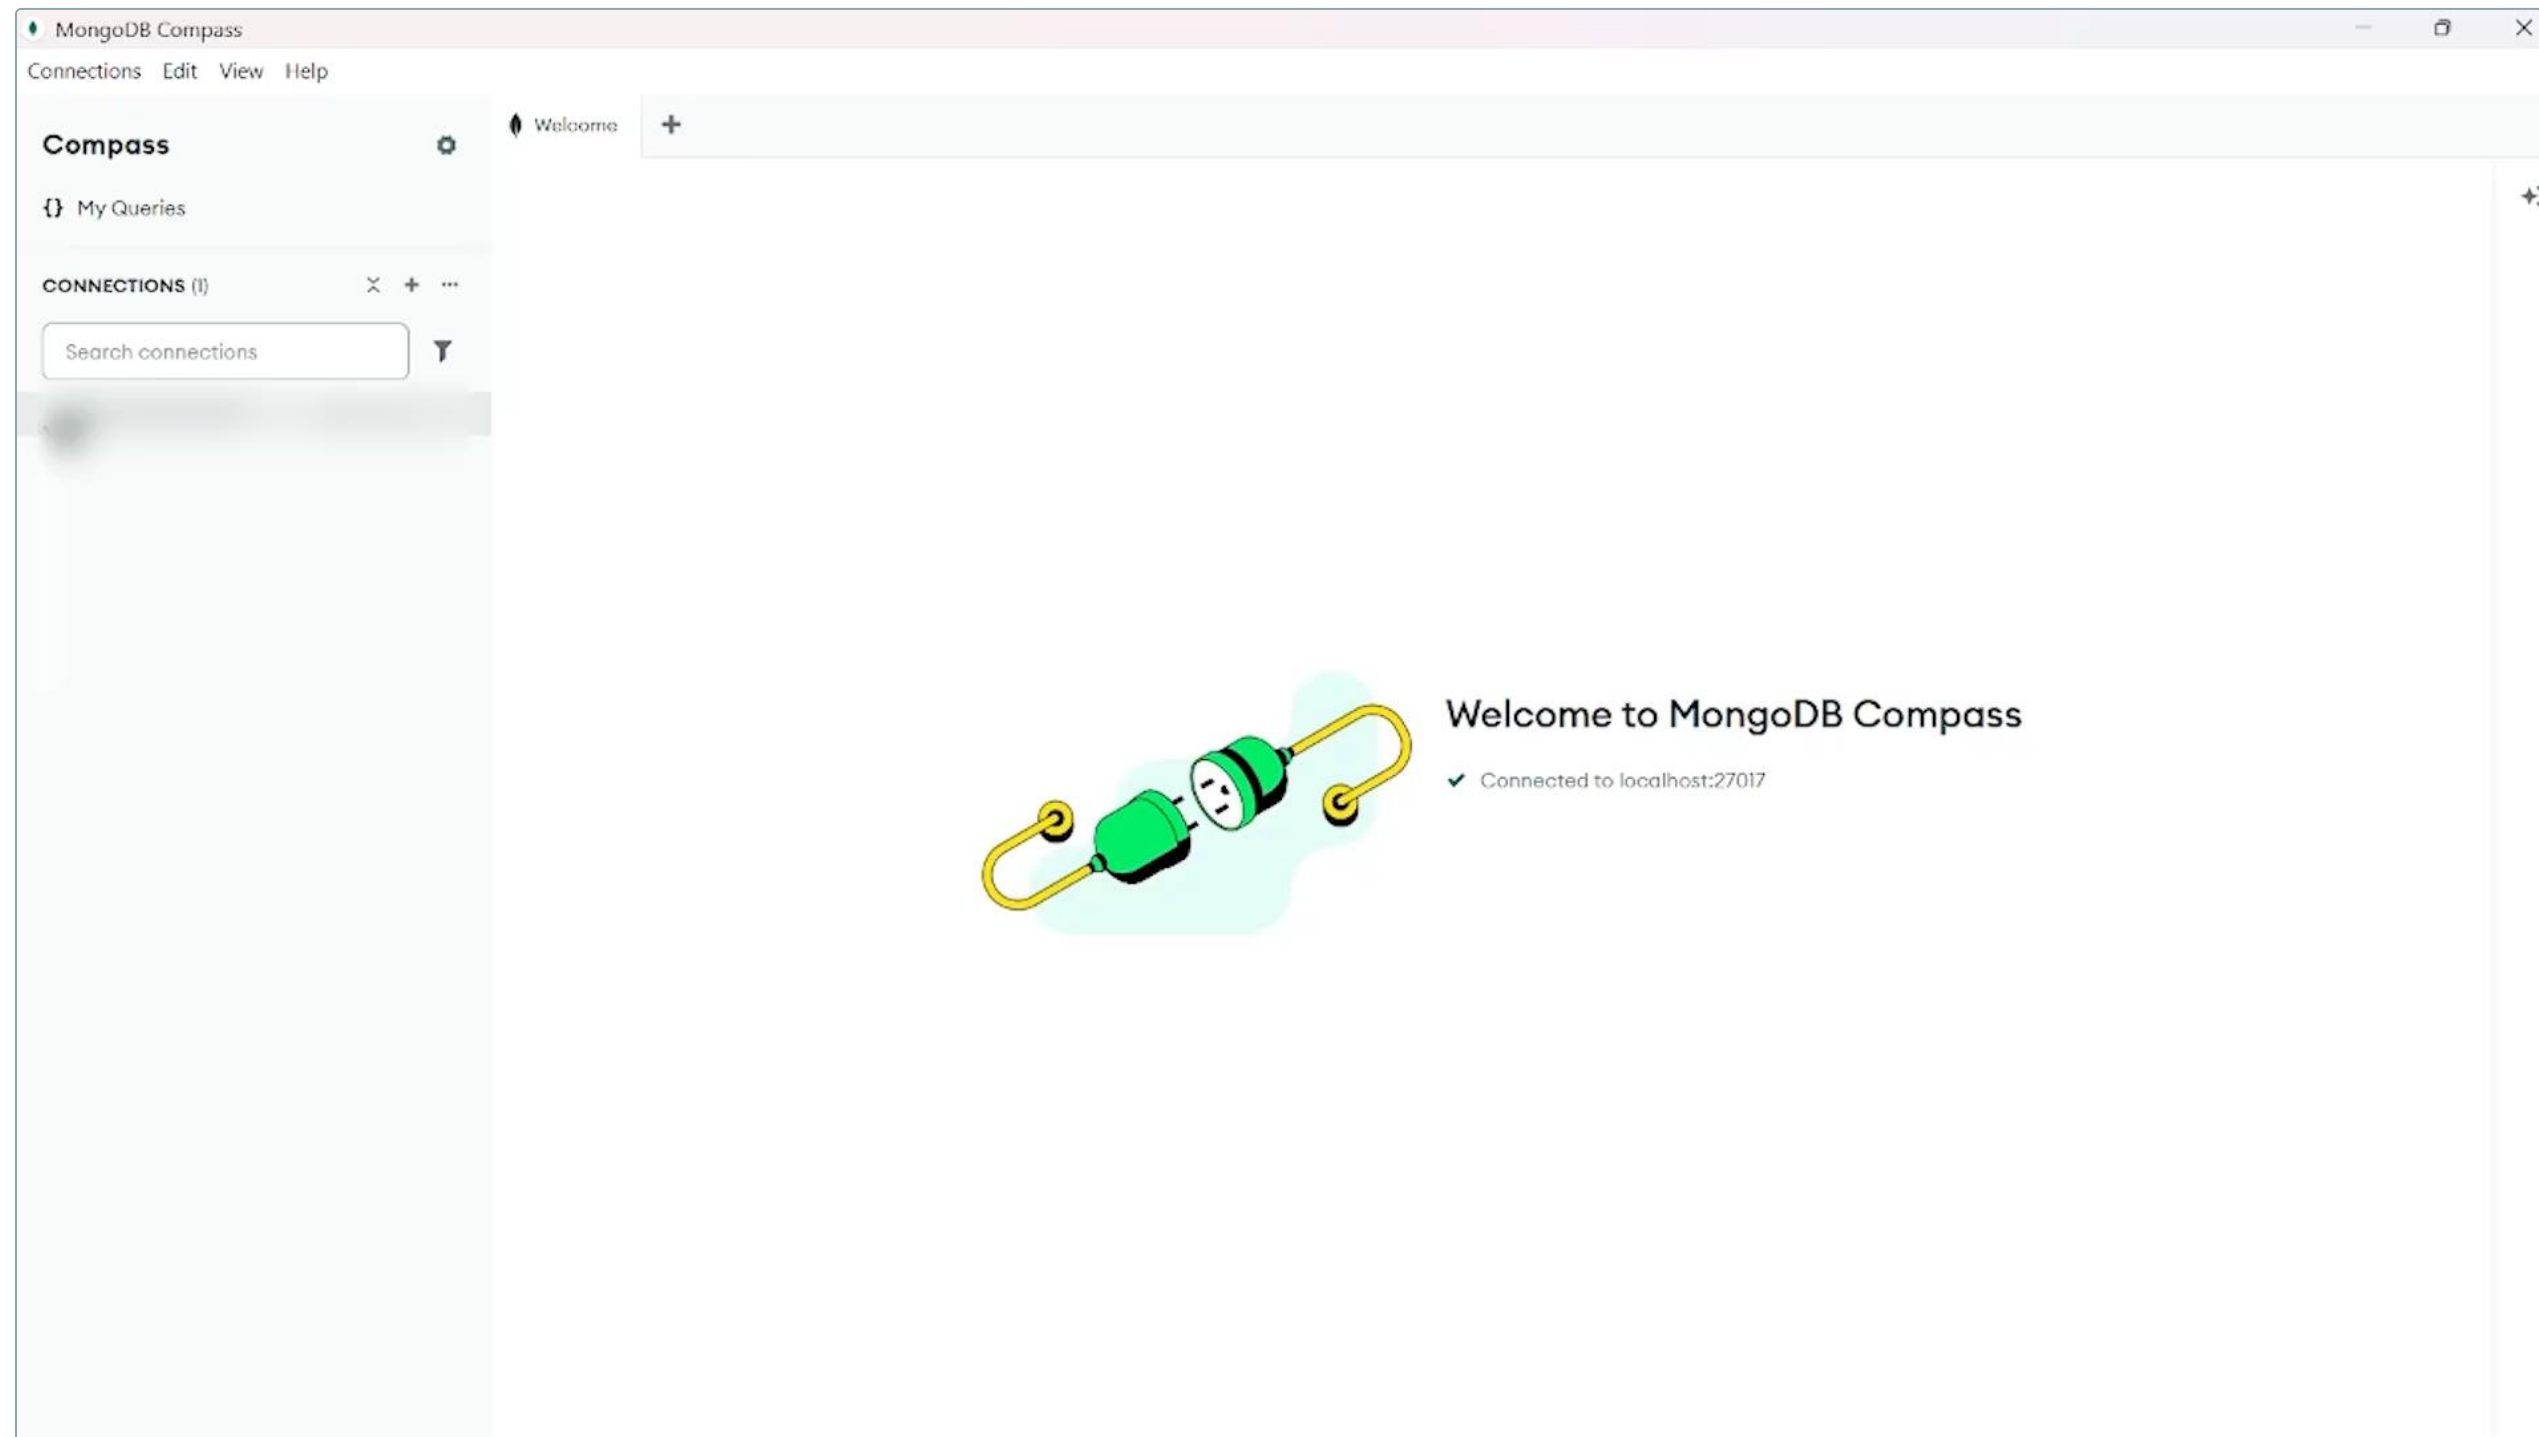 MongoDB Compass
Connections Edit View Help
Compass
Welcome
{} My Queries
CONNECTIONS (1)
Search connections
Welcome to MongoDB Compass
Connected to localhost:27017